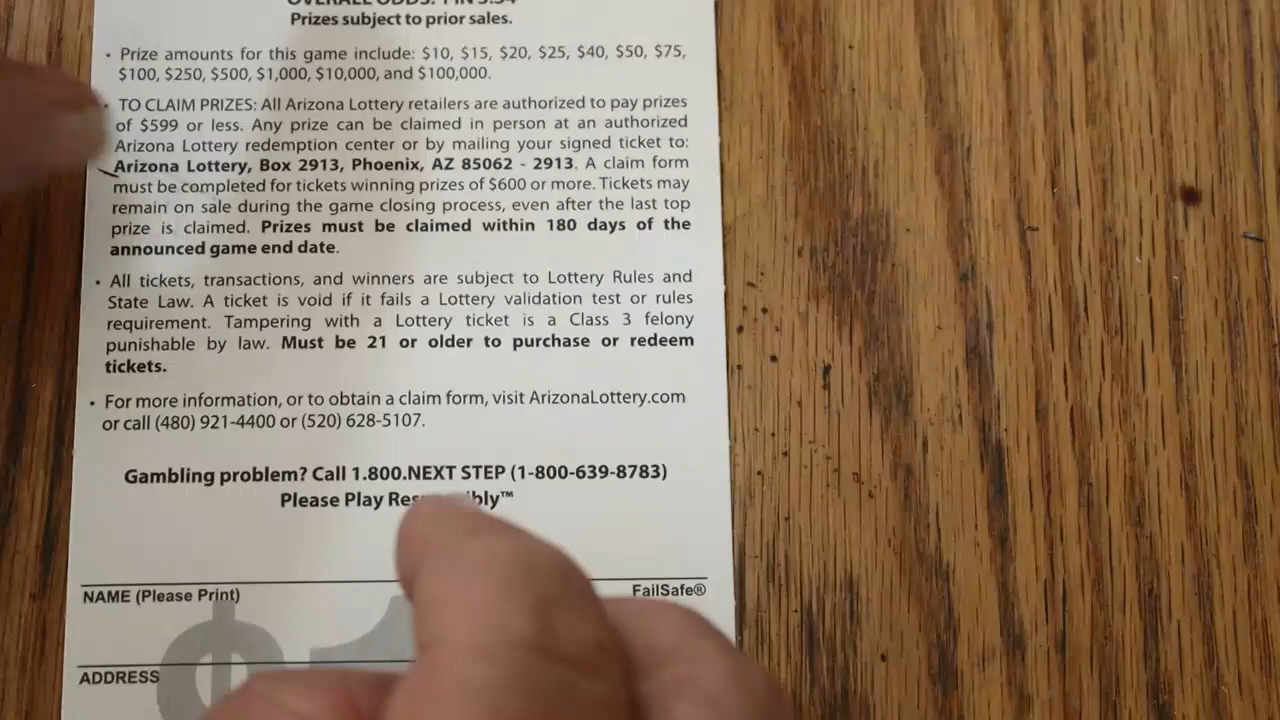 Prizes subject to prior sales.
• Prize amounts for this game include: $10, $15, $20, $25, $40, $50, $75,
$100, $250, $500, $1,000, $10,000, and $100,000.
• TO CLAIM PRIZES: All Arizona Lottery retailers are authorized to pay prizes
of $599 or less. Any prize can be claimed in person at an authorized
Arizona Lottery redemption center or by mailing your signed ticket to:
Arizona Lottery, Box 2913, Phoenix, AZ 85062 - 2913. A claim form
must be completed for tickets winning prizes of $600 or more. Tickets may
remain on sale during the game closing process, even after the last top
prize is claimed. Prizes must be claimed within 180 days of the
announced game end date.
• All tickets, transactions, and winners are subject to Lottery Rules and
State Law. A ticket is void if it fails a Lottery validation test or rules
requirement. Tampering with a Lottery ticket is a Class 3 felony
punishable by law. Must be 21 or older to purchase or redeem
tickets.
• For more information, or to obtain a claim form, visit ArizonaLottery.com
or call (480) 921-4400 or (520) 628-5107.
Gambling problem? Call 1.800.NEXT STEP (1-800-639-8783)
Please Play
NAME (Please Print) FailSafe®
ADDRESS